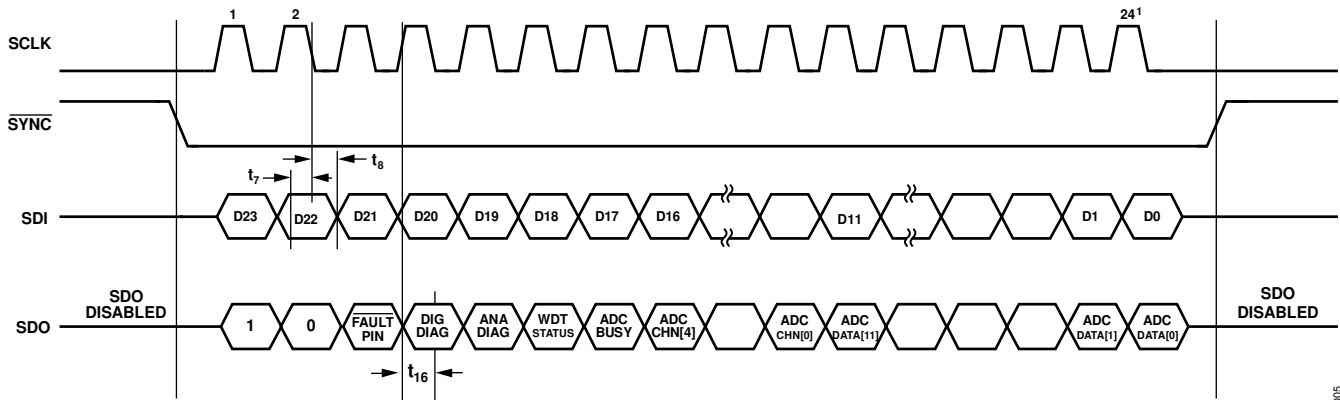 1
2
24¹
SCLK
SYNC
t8
t7
SDI
D23
D22
D21
D20
D19
D18
D17
D16
D11
D1
D0
SDO
DISABLED
SDO
1
0
FAULT
PIN
DIG
DIAG
ANA
DIAG
WDT
STATUS
ADC
BUSY
ADC
CHN[4]
ADC
CHN[0]
ADC
DATA[11]
ADC
DATA[1]
ADC
DATA[0]
SDO
DISABLED
t16